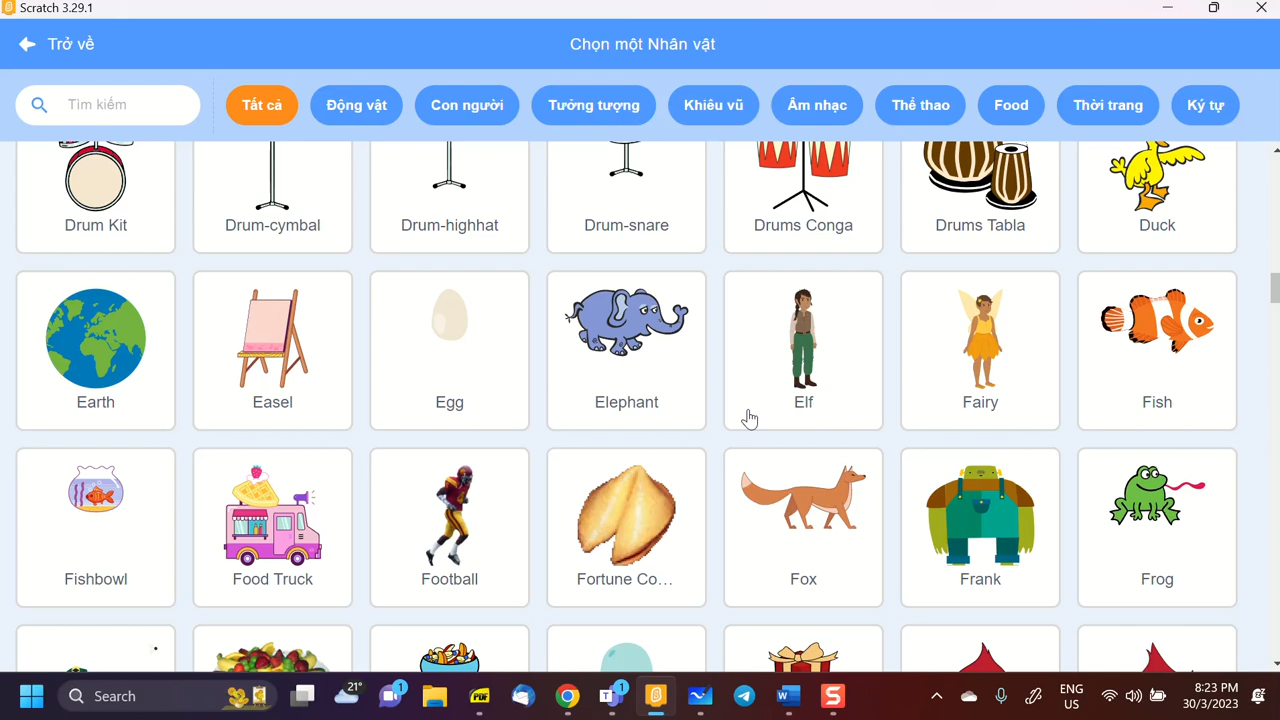 Scratch 3.29.1
Trở về
Chọn một Nhân vật
Tìm kiếm
Tất cả
Động vật
Con người
Tưởng tượng
Khiêu vũ
Âm nhạc
Thể thao
Food
Thời trang
Ký tự
Drum Kit
Drum-cymbal
Drum-highhat
Drum-snare
Drums Conga
Drums Tabla
Duck
Earth
Easel
Egg
Elephant
Elf
Fairy
Fish
Fishbowl
Food Truck
Football
Fortune Co...
Fox
Frank
Frog
Search
21°
1
PDF
1
ENG
US
8:23 PM
30/3/2023